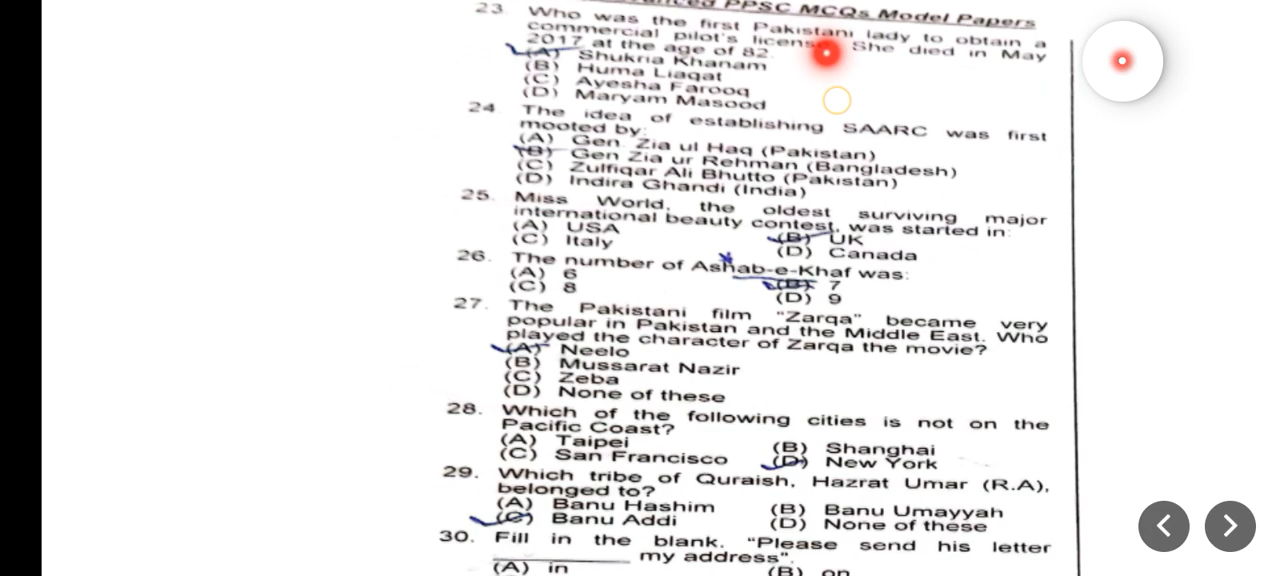 PPSC MCQs Model Papers
23. Who was the first Pakistani lady to obtain a
commercial pilot's license. She died in May
2017 at the age of 82.
(A) Shukria Khanam
(B) Huma Liaqat
(C) Ayesha Farooq
(D) Maryam Masood
24. The idea of establishing SAARC was first
mooted by:
(A) Gen. Zia ul Haq (Pakistan)
(B) Gen Zia ur Rehman (Bangladesh)
(C) Zulfiqar Ali Bhutto (Pakistan)
(D) Indira Ghandi (India)
25. Miss World, the oldest surviving major
international beauty contest, was started in:
(A) USA (B) UK
(C) Italy (D) Canada
26. The number of Ashab-e-Khaf was:
(A) 6 (B) 7
(C) 8 (D) 9
27. The Pakistani film "Zarqa" became very
popular in Pakistan and the Middle East. Who
played the character of Zarqa the movie?
(A) Neelo
(B) Mussarat Nazir
(C) Zeba
(D) None of these
28. Which of the following cities is not on the
Pacific Coast?
(A) Taipei (B) Shanghai
(C) San Francisco (D) New York
29. Which tribe of Quraish, Hazrat Umar (R.A),
belonged to?
(A) Banu Hashim (B) Banu Umayyah
(C) Banu Addi (D) None of these
30. Fill in the blank. "Please send his letter
__________ my address".
(A) in (B) on